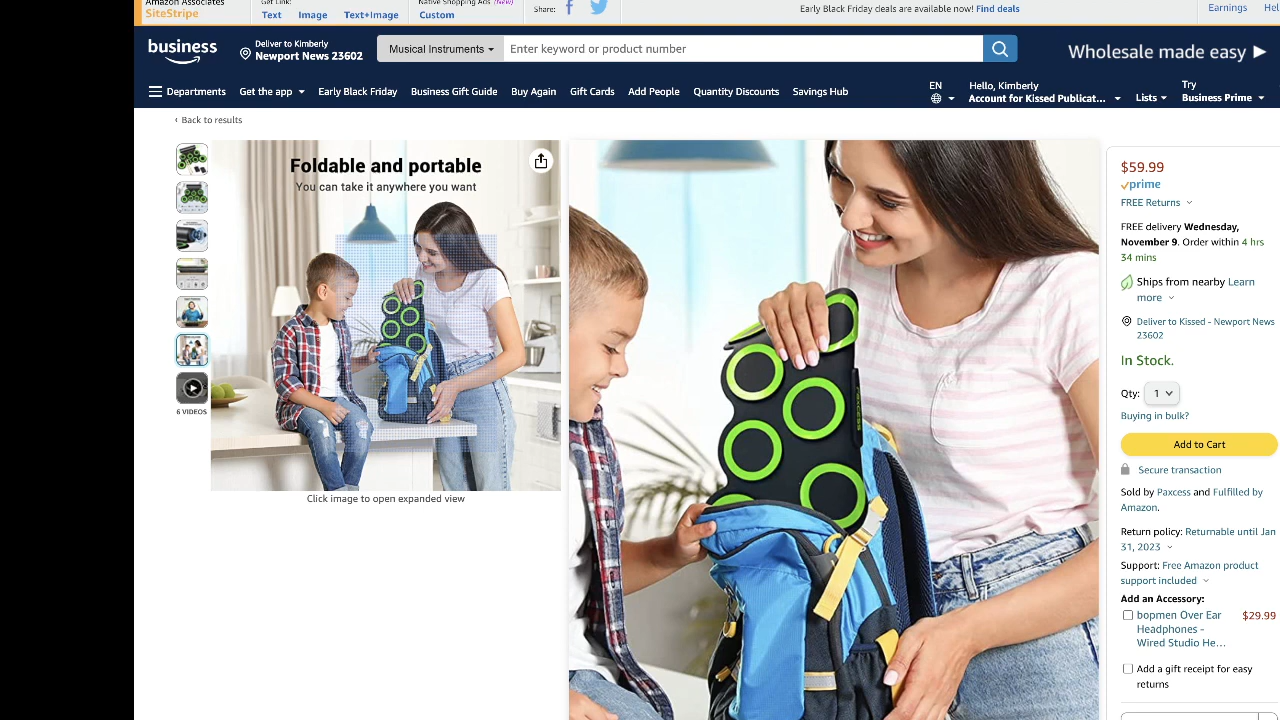 Amazon Associates
SiteStripe
Get Link:
Text Image Text+Image
Native Shopping Ads (New)
Custom
Share:
Early Black Friday deals are available now! Find deals
Earnings Hel
business
Deliver to Kimberly
Newport News 23602
Musical Instruments
Enter keyword or product number
Wholesale made easy ▶
Departments
Get the app
Early Black Friday
Business Gift Guide
Buy Again
Gift Cards
Add People
Quantity Discounts
Savings Hub
EN
Hello, Kimberly
Account for Kissed Publicat...
Lists
Try
Business Prime
‹ Back to results
6 VIDEOS
Foldable and portable
You can take it anywhere you want
Click image to open expanded view
PAXCESS
$59.99
prime
FREE Returns
FREE delivery Wednesday,
November 9. Order within 4 hrs
34 mins
Ships from nearby Learn
more
Deliver to Kissed - Newport News
23602
In Stock.
Qty: 1
Buying in bulk?
Add to Cart
Secure transaction
Sold by Paxcess and Fulfilled by
Amazon.
Return policy: Returnable until Jan
31, 2023
Support: Free Amazon product
support included
Add an Accessory:
bopmen Over Ear
Headphones -
Wired Studio He...
$29.99
Add a gift receipt for easy
returns